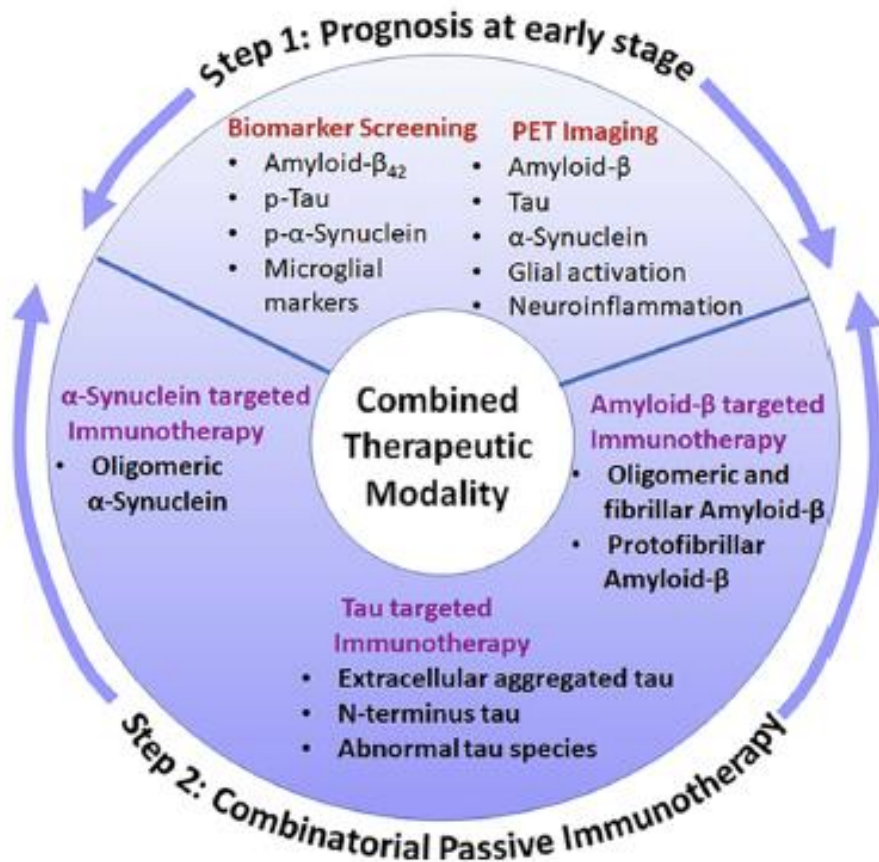 Step 1: Prognosis at early stage
Biomarker Screening
• Amyloid-β₄₂
• p-Tau
• p-α-Synuclein
• Microglial
markers
PET Imaging
• Amyloid-β
• Tau
• α-Synuclein
• Glial activation
• Neuroinflammation
Combined
Therapeutic
Modality
α-Synuclein targeted
Immunotherapy
• Oligomeric
α-Synuclein
Amyloid-β targeted
Immunotherapy
• Oligomeric and
fibrillar Amyloid-β
• Protofibrillar
Amyloid-β
Tau targeted
Immunotherapy
• Extracellular aggregated tau
• N-terminus tau
• Abnormal tau species
Step 2: Combinatorial Passive Immunotherapy